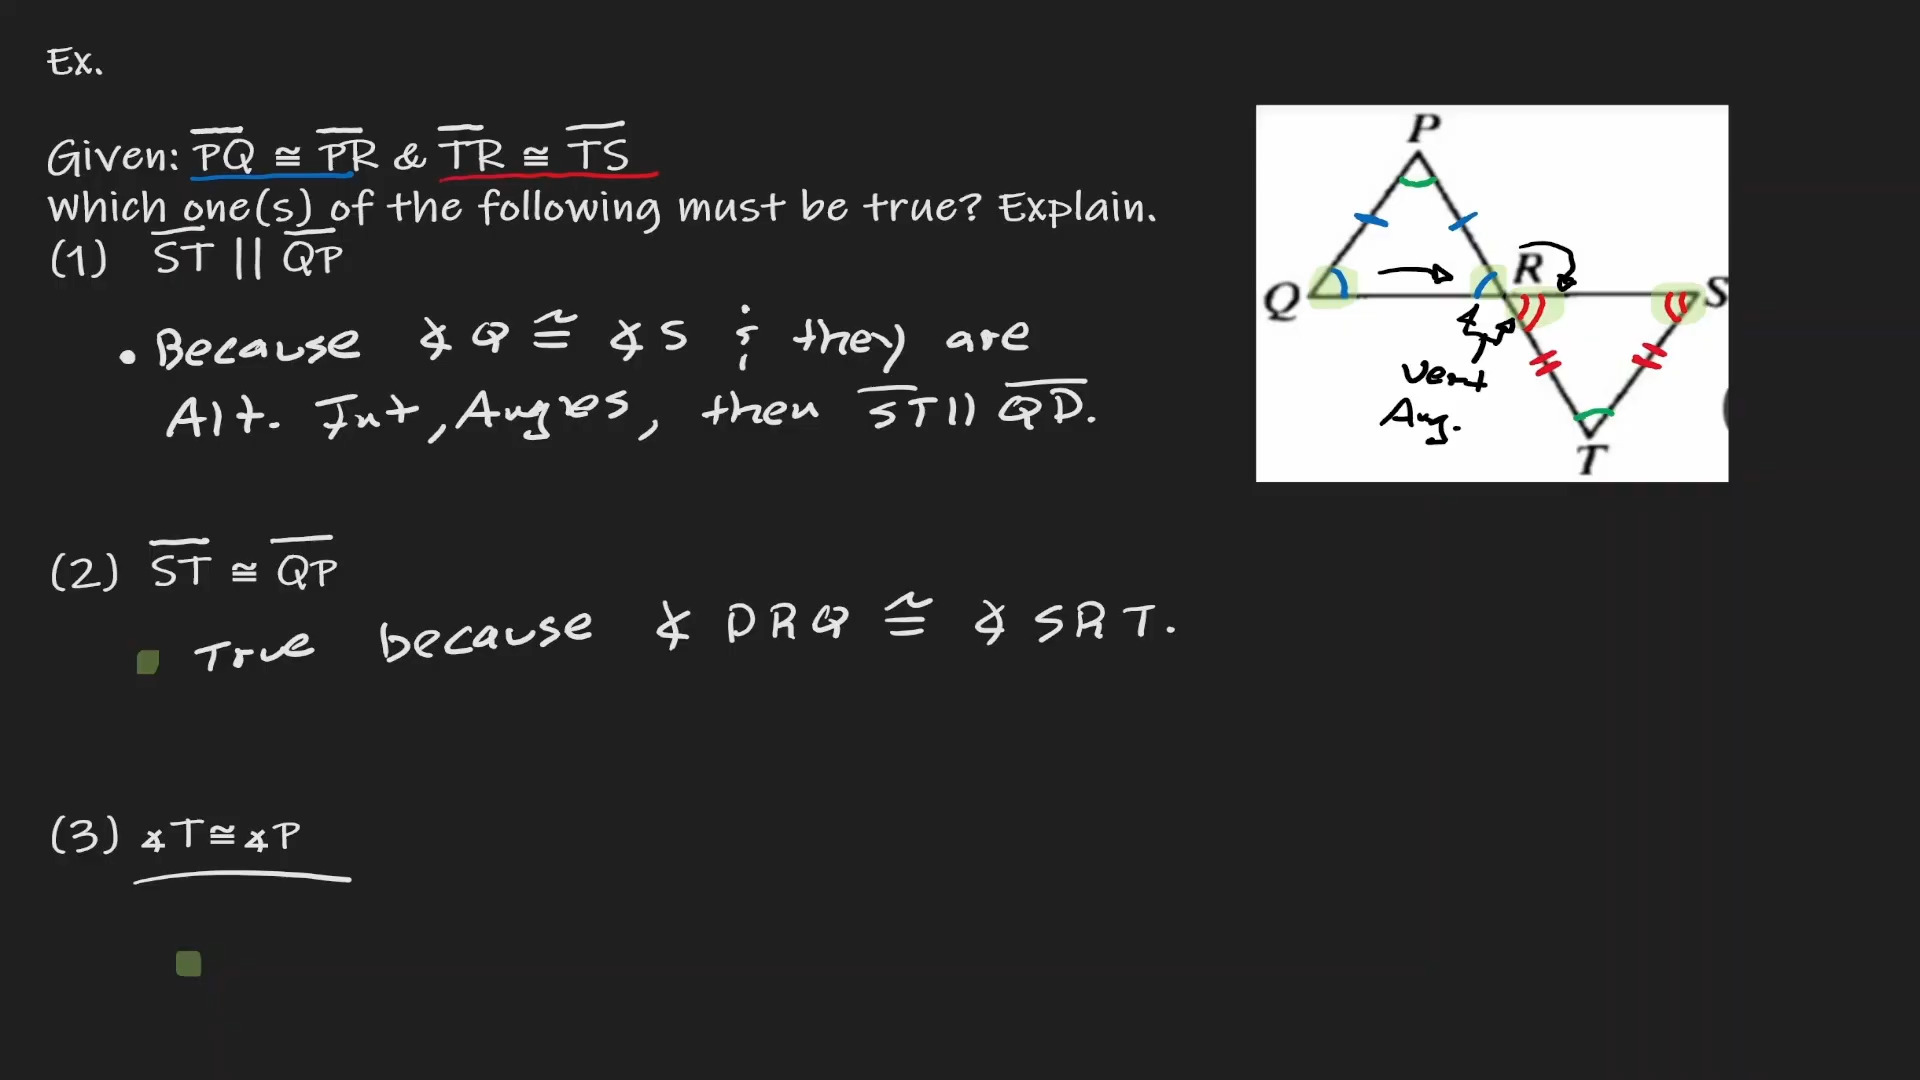 Ex.
Given: PQ ≅ PR & TR ≅ TS
Which one(s) of the following must be true? Explain.
(1) ST || QP
• Because ∡ Q ≅ ∡ S & they are
Alt. Int, Angles, then ST || QP.
(2) ST ≅ QP
True because ∡ PRQ ≅ ∡ SRT.
(3) ∡T≅∡P
P
Q
R
S
Vert
Ang.
T